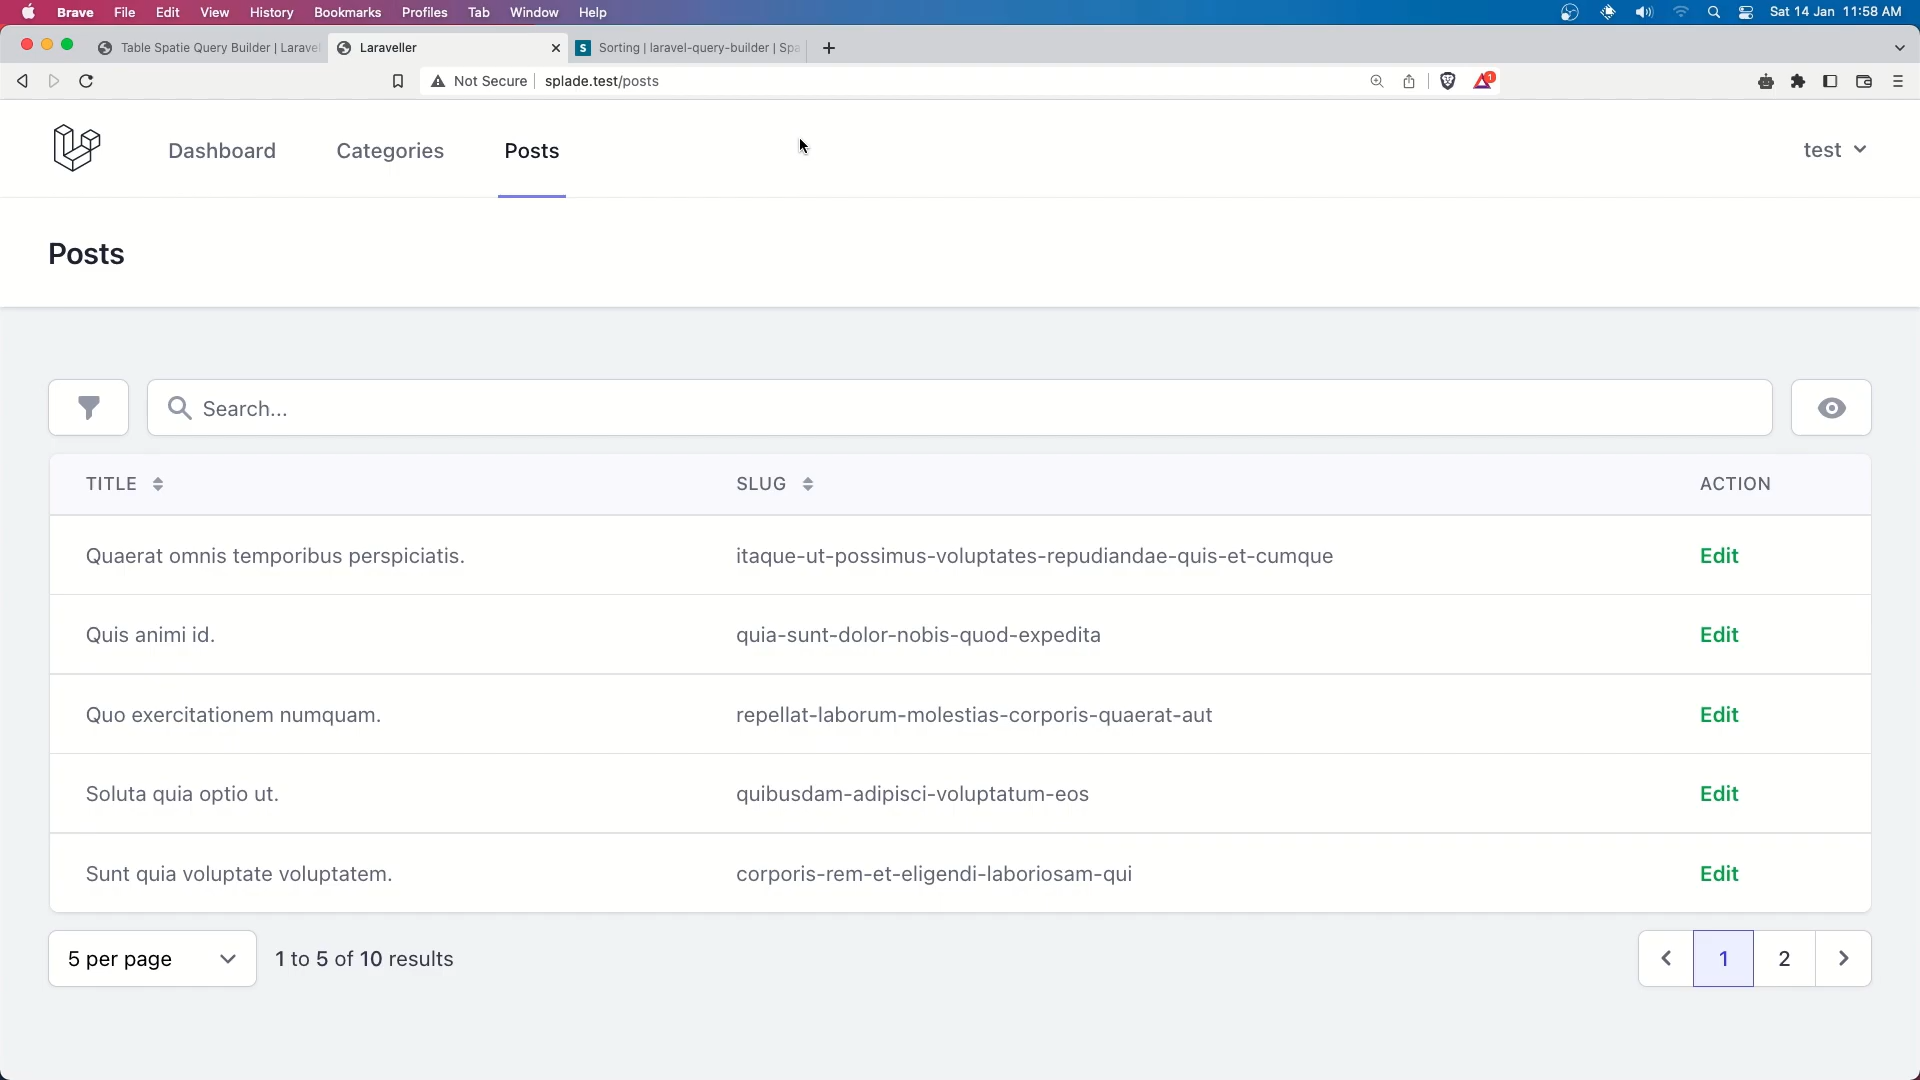 Brave File Edit View History Bookmarks Profiles Tab Window Help Sat 14 Jan 11:58 AM
Table Spatie Query Builder | Laravel Laraveller S Sorting | laravel-query-builder | Spa
Not Secure splade.test/posts 1
Dashboard Categories Posts test
Posts
Search...
TITLE SLUG ACTION
Quaerat omnis temporibus perspiciatis. itaque-ut-possimus-voluptates-repudiandae-quis-et-cumque Edit
Quis animi id. quia-sunt-dolor-nobis-quod-expedita Edit
Quo exercitationem numquam. repellat-laborum-molestias-corporis-quaerat-aut Edit
Soluta quia optio ut. quibusdam-adipisci-voluptatum-eos Edit
Sunt quia voluptate voluptatem. corporis-rem-et-eligendi-laboriosam-qui Edit
5 per page 1 to 5 of 10 results 1 2